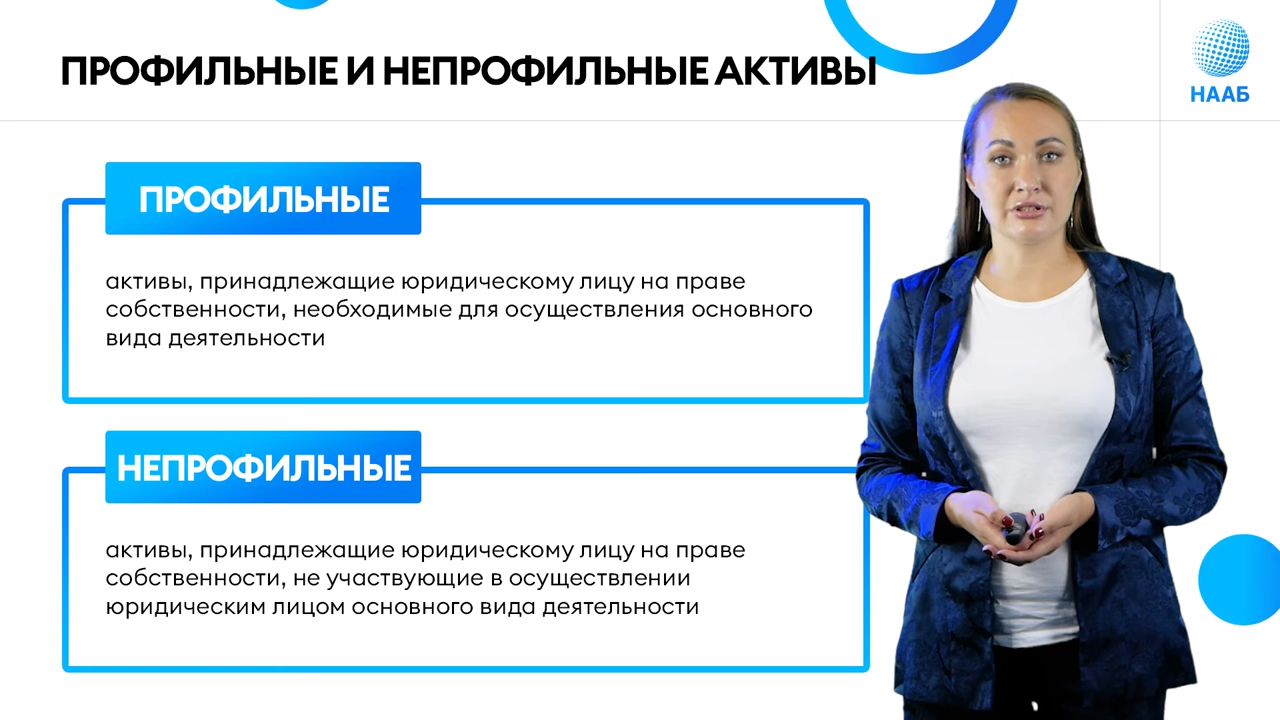 ПРОФИЛЬНЫЕ И НЕПРОФИЛЬНЫЕ АКТИВЫ
НААБ
ПРОФИЛЬНЫЕ
активы, принадлежащие юридическому лицу на праве
собственности, необходимые для осуществления основного
вида деятельности
НЕПРОФИЛЬНЫЕ
активы, принадлежащие юридическому лицу на праве
собственности, не участвующие в осуществлении
юридическим лицом основного вида деятельности